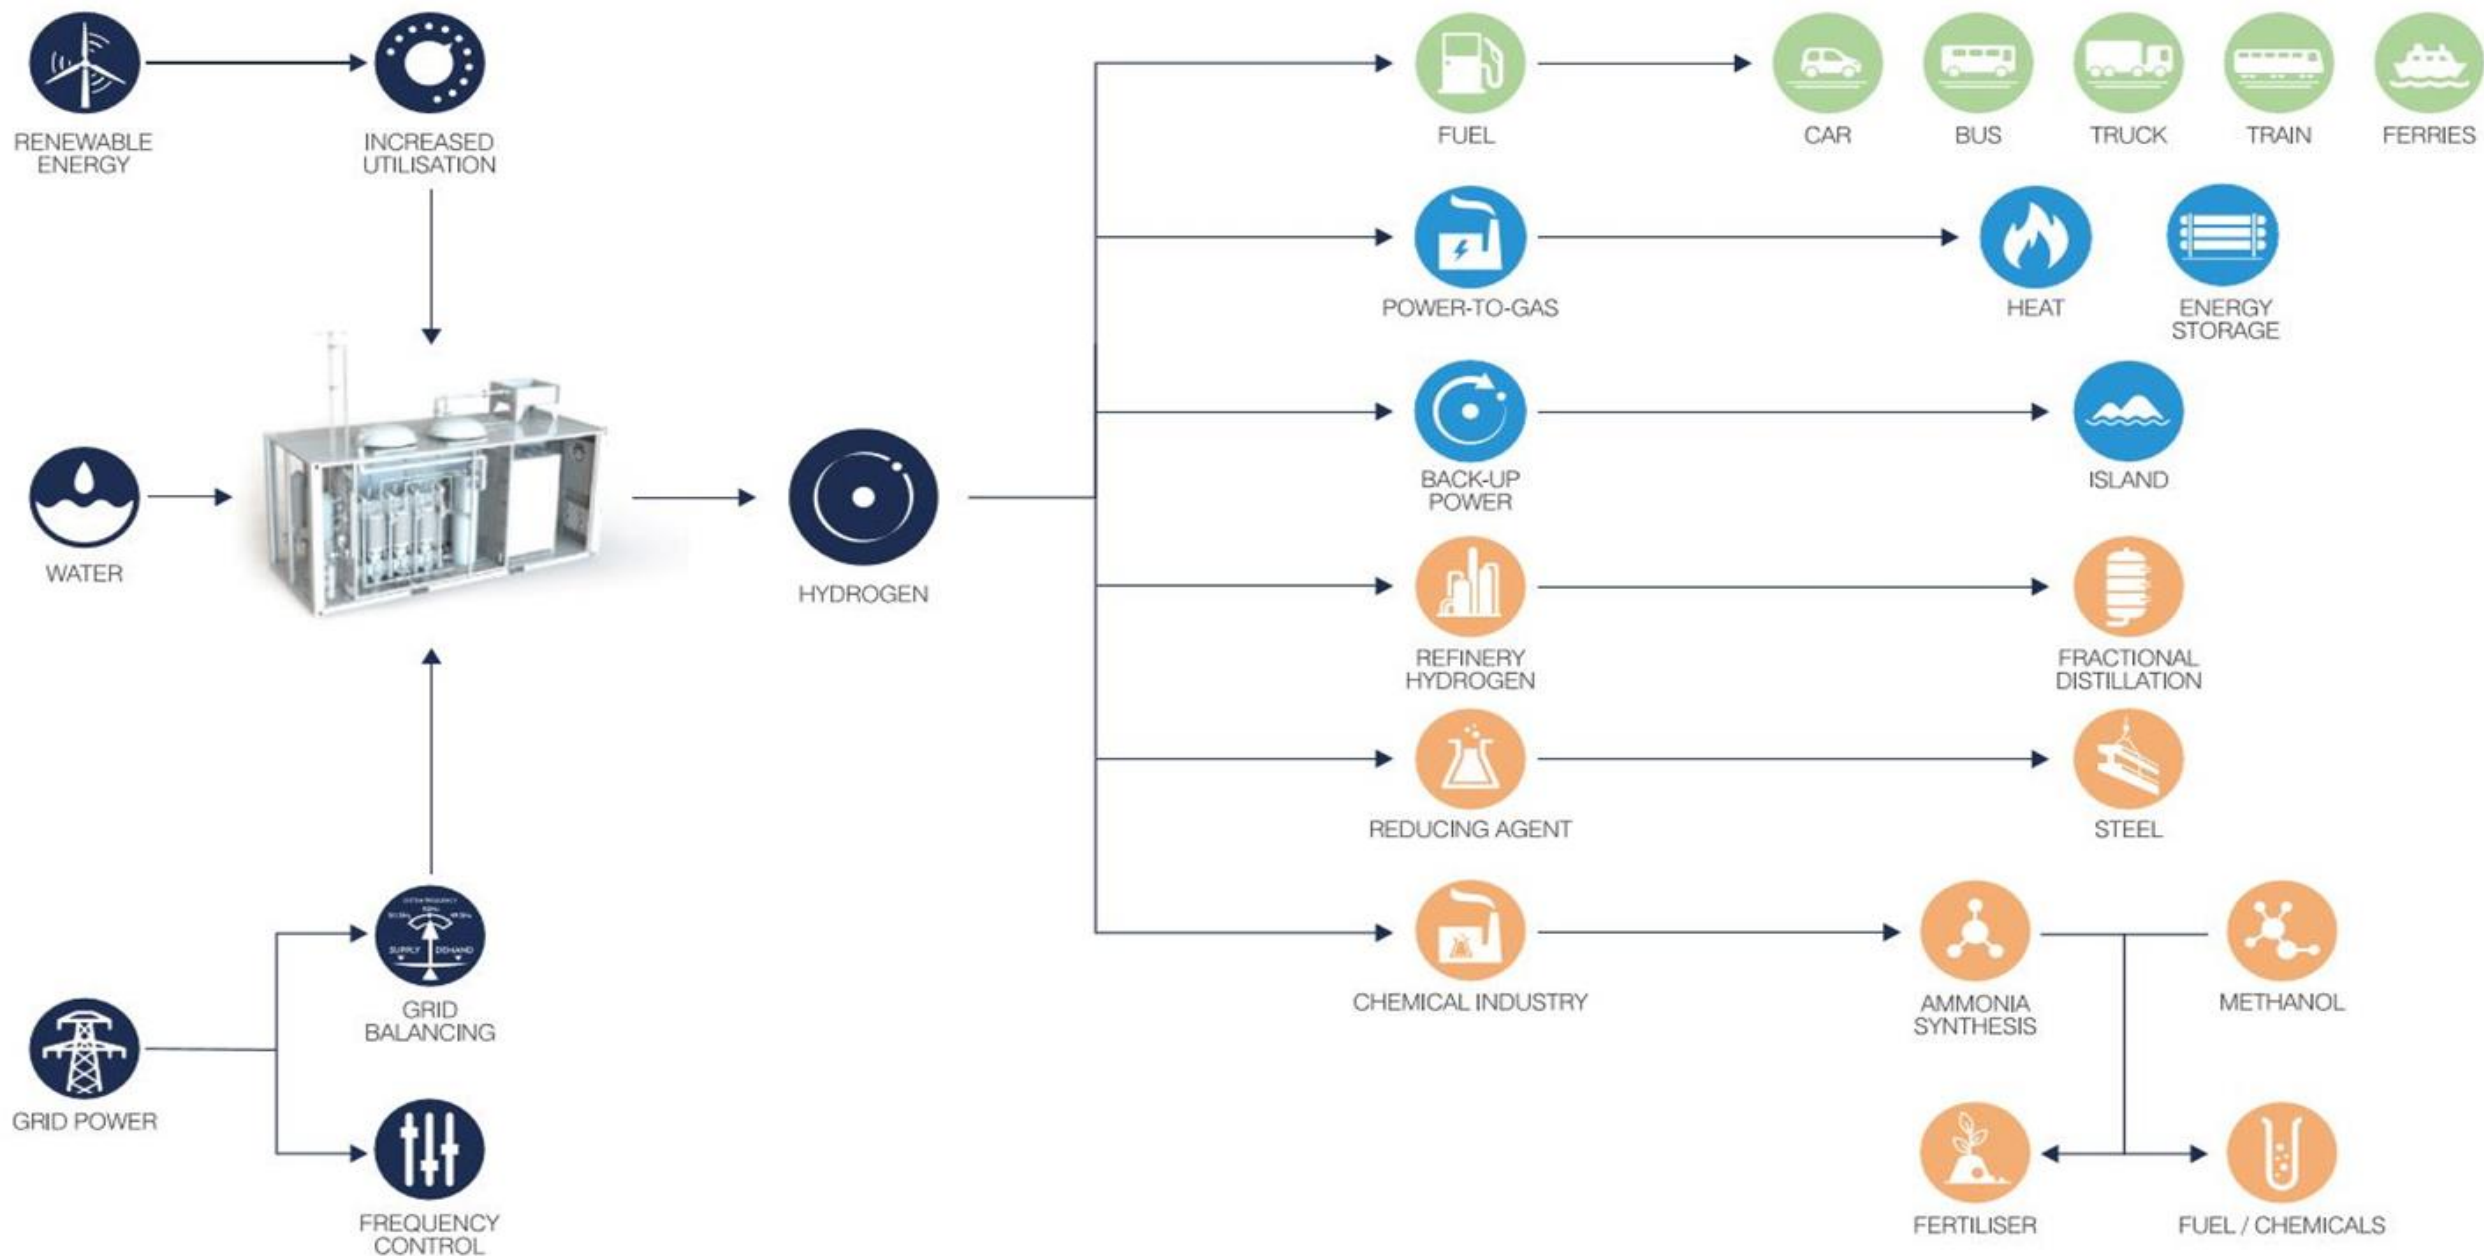 RENEWABLE
ENERGY
INCREASED
UTILISATION
FUEL
CAR
BUS
TRUCK
TRAIN
FERRIES
POWER-TO-GAS
HEAT
ENERGY
STORAGE
WATER
HYDROGEN
BACK-UP
POWER
ISLAND
REFINERY
HYDROGEN
FRACTIONAL
DISTILLATION
REDUCING AGENT
STEEL
SUPPLY
DEMAND
GRID
BALANCING
GRID POWER
FREQUENCY
CONTROL
CHEMICAL INDUSTRY
AMMONIA
SYNTHESIS
METHANOL
FERTILISER
FUEL / CHEMICALS